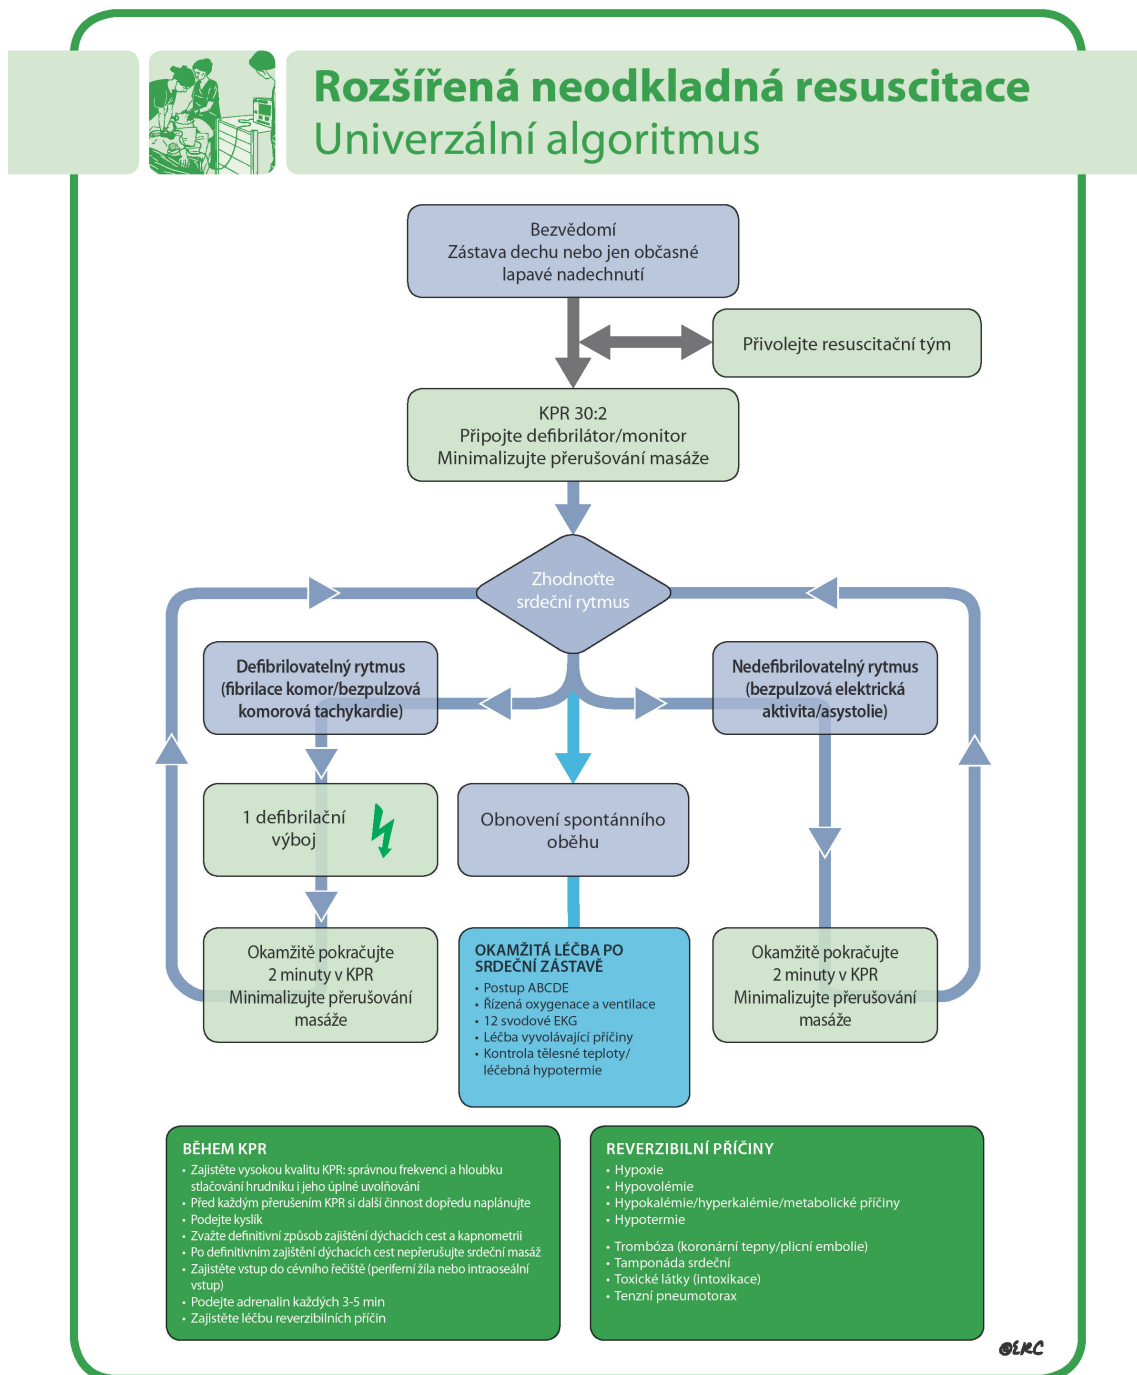 Rozšířená neodkladná resuscitace
Univerzální algoritmus
Bezvědomí
Zástava dechu nebo jen občasné
lapavé nadechnutí
Přivolejte resuscitační tým
KPR 30:2
Připojte defibrilátor/monitor
Minimalizujte přerušování masáže
Zhodnoťte
srdeční rytmus
Defibrilovatelný rytmus
(fibrilace komor/bezpulzová
komorová tachykardie)
Nedefibrilovatelný rytmus
(bezpulzová elektrická
aktivita/asystolie)
1 defibrilační
výboj
Obnovení spontánního
oběhu
Okamžitě pokračujte
2 minuty v KPR
Minimalizujte přerušování
masáže
OKAMŽITÁ LÉČBA PO
SRDEČNÍ ZÁSTAVĚ
• Postup ABCDE
• Řízená oxygenace a ventilace
• 12 svodové EKG
• Léčba vyvolávající příčiny
• Kontrola tělesné teploty/
léčebná hypotermie
Okamžitě pokračujte
2 minuty v KPR
Minimalizujte přerušování
masáže
BĚHEM KPR
• Zajistěte vysokou kvalitu KPR: správnou frekvenci a hloubku
stlačování hrudníku i jeho úplné uvolňování
• Před každým přerušením KPR si další činnost dopředu naplánujte
• Podejte kyslík
• Zvažte definitivní způsob zajištění dýchacích cest a kapnometrii
• Po definitivním zajištění dýchacích cest nepřerušujte srdeční masáž
• Zajistěte vstup do cévního řečiště (periferní žíla nebo intraoseální
vstup)
• Podejte adrenalin každých 3-5 min
• Zajistěte léčbu reverzibilních příčin
REVERZIBILNÍ PŘÍČINY
• Hypoxie
• Hypovolémie
• Hypokalémie/hyperkalémie/metabolické příčiny
• Hypotermie
• Trombóza (koronární tepny/plicní embolie)
• Tamponáda srdeční
• Toxické látky (intoxikace)
• Tenzní pneumotorax
@ERC